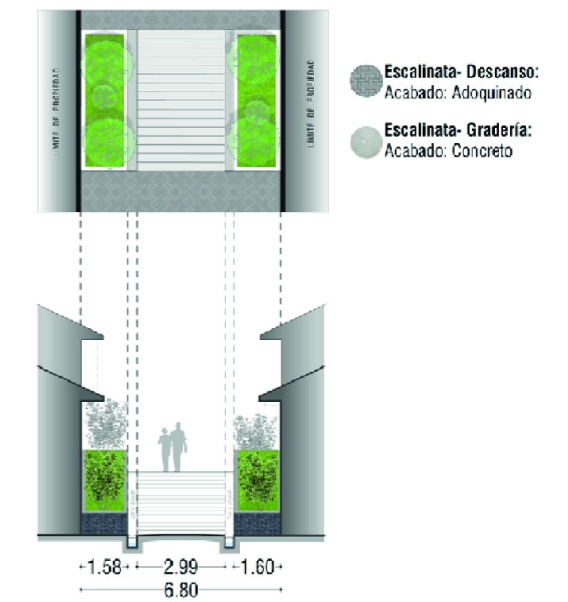 LÍMITE DE PROPIEDAD
LÍMITE DE PROPIEDAD
Escalinata- Descanso:
Acabado: Adoquinado
Escalinata- Gradería:
Acabado: Concreto
1.58 2.99 1.60
6.80